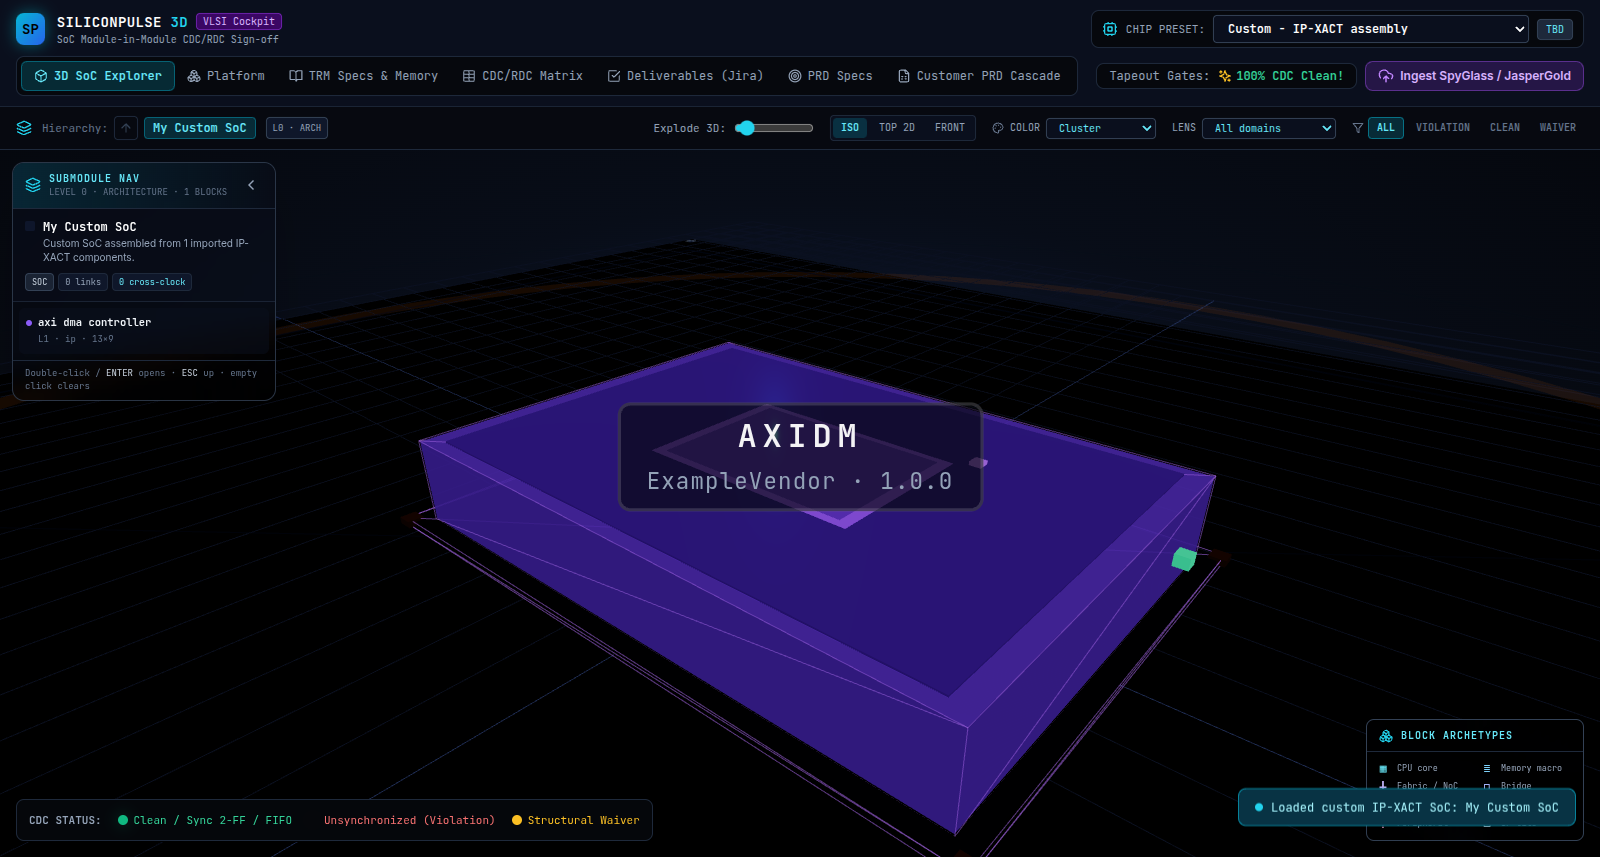 SP
SILICONPULSE 3D
VLSI Cockpit
SoC Module-in-Module CDC/RDC Sign-off
CHIP PRESET:
Custom - IP-XACT assembly
TBD
3D SoC Explorer
Platform
TRM Specs & Memory
CDC/RDC Matrix
Deliverables (Jira)
PRD Specs
Customer PRD Cascade
Tapeout Gates: 100% CDC Clean!
Ingest SpyGlass / JasperGold
Hierarchy:
My Custom SoC
L0 · ARCH
Explode 3D:
ISO
TOP 2D
FRONT
COLOR
Cluster
LENS
All domains
ALL
VIOLATION
CLEAN
WAIVER
SUBMODULE NAV
LEVEL 0 · ARCHITECTURE · 1 BLOCKS
My Custom SoC
Custom SoC assembled from 1 imported IP-
XACT components.
SOC
0 links
0 cross-clock
axi dma controller
L1 · ip · 13×9
Double-click / ENTER opens · ESC up · empty
click clears
AXIDM
ExampleVendor · 1.0.0
BLOCK ARCHETYPES
CPU core
Memory macro
Fabric / NoC
Bridge
Loaded custom IP-XACT SoC: My Custom SoC
CDC STATUS:
Clean / Sync 2-FF / FIFO
Unsynchronized (Violation)
Structural Waiver